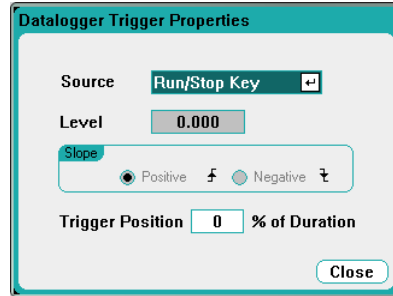 Datalogger Trigger Properties
Source Run/Stop Key
Level 0.000
Slope
Positive Negative
Trigger Position 0 % of Duration
Close